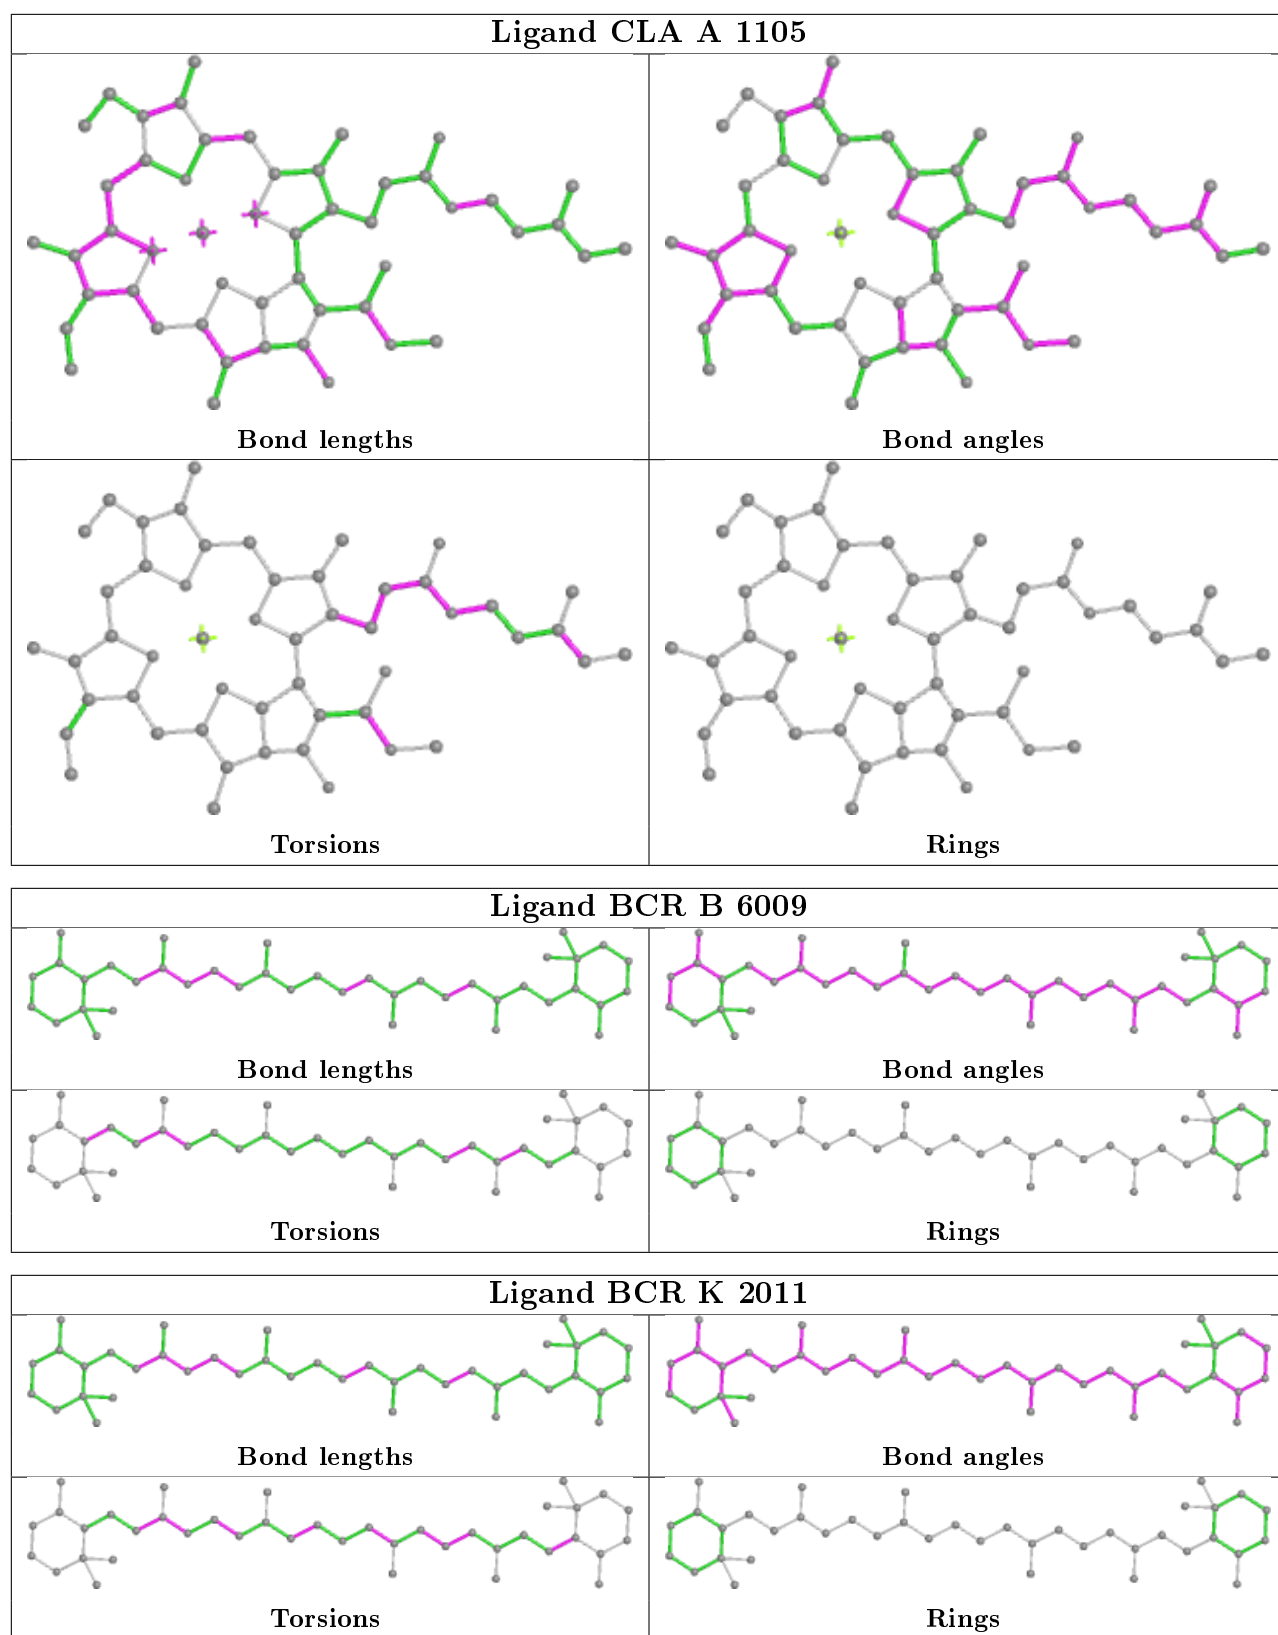 Ligand CLA A 1105
Bond lengths
Bond angles
Torsions
Rings
Ligand BCR B 6009
Bond lengths
Bond angles
Torsions
Rings
Ligand BCR K 2011
Bond lengths
Bond angles
Torsions
Rings